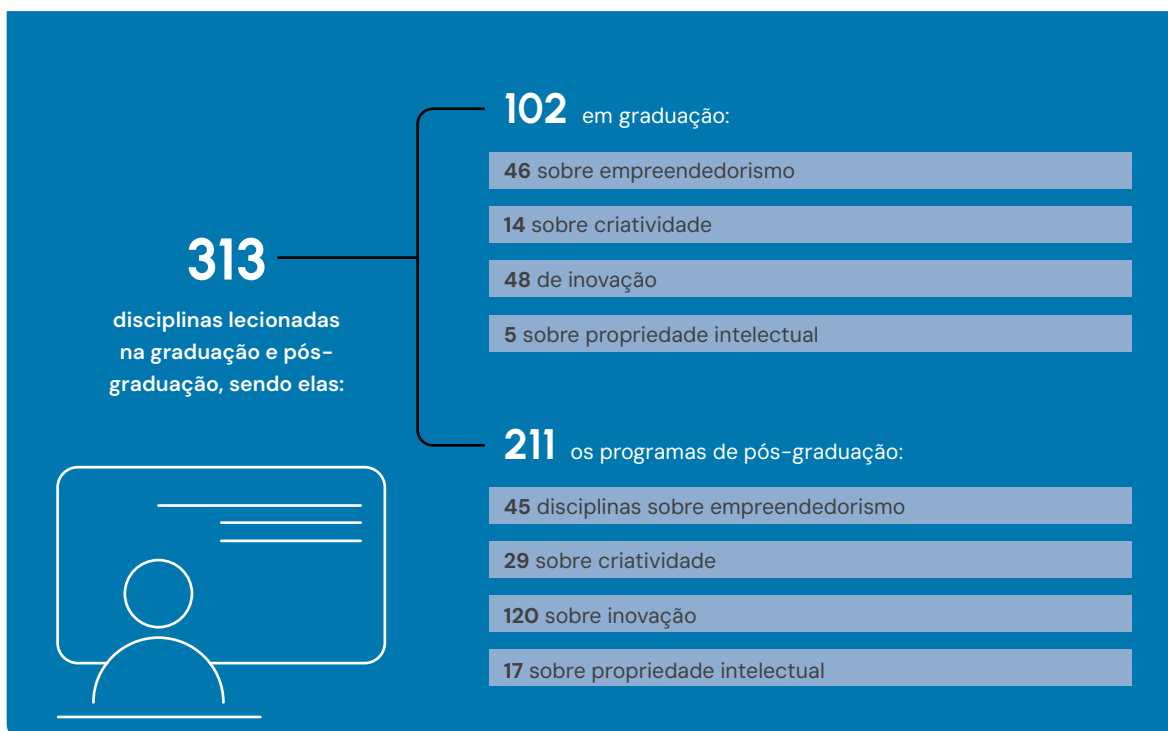 313
disciplinas lecionadas
na graduação e pós-
graduação, sendo elas:
102 em graduação:
46 sobre empreendedorismo
14 sobre criatividade
48 de inovação
5 sobre propriedade intelectual
211 os programas de pós-graduação:
45 disciplinas sobre empreendedorismo
29 sobre criatividade
120 sobre inovação
17 sobre propriedade intelectual